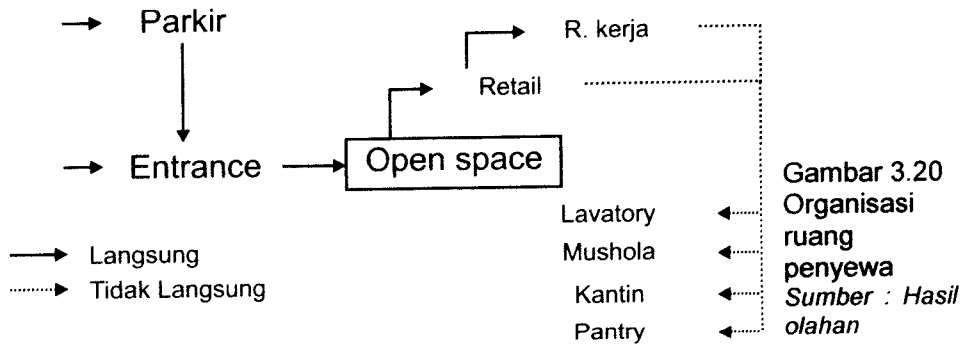 Parkir
R. kerja
Retail
Entrance
Open space
Lavatory
Mushola
Kantin
Pantry
Langsung
Tidak Langsung
Gambar 3.20
Organisasi
ruang
penyewa
Sumber : Hasil
olahan